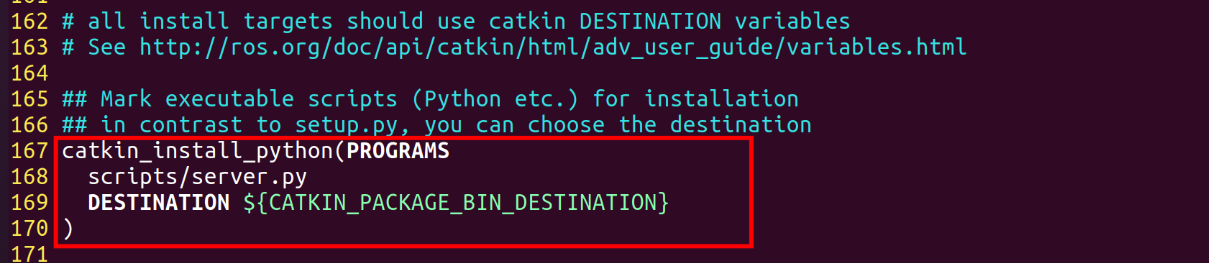 161
162 # all install targets should use catkin DESTINATION variables
163 # See http://ros.org/doc/api/catkin/html/adv_user_guide/variables.html
164
165 ## Mark executable scripts (Python etc.) for installation
166 ## in contrast to setup.py, you can choose the destination
167 catkin_install_python(PROGRAMS
168   scripts/server.py
169   DESTINATION ${CATKIN_PACKAGE_BIN_DESTINATION}
170 )
171